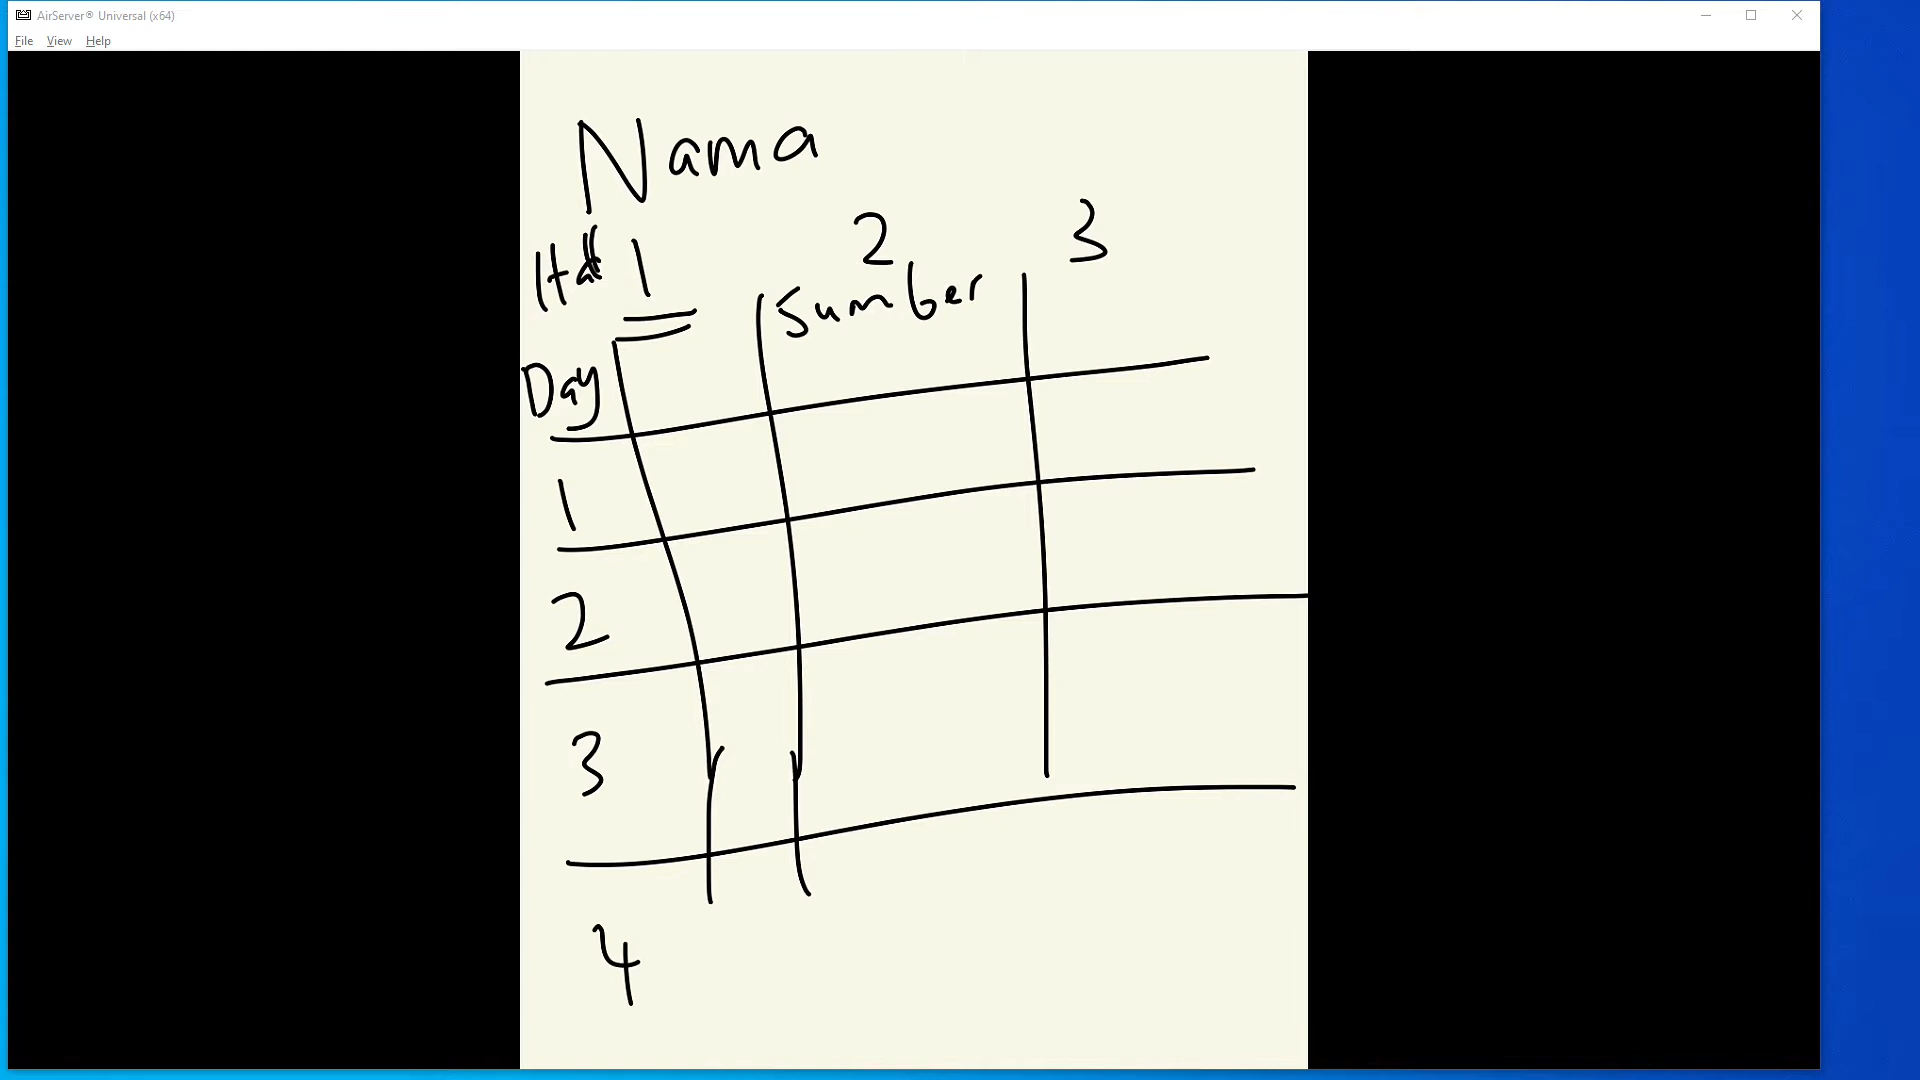 AirServer® Universal (x64)
File View Help
Nama
1 2 3
Sumber
Day
1
2
3
4